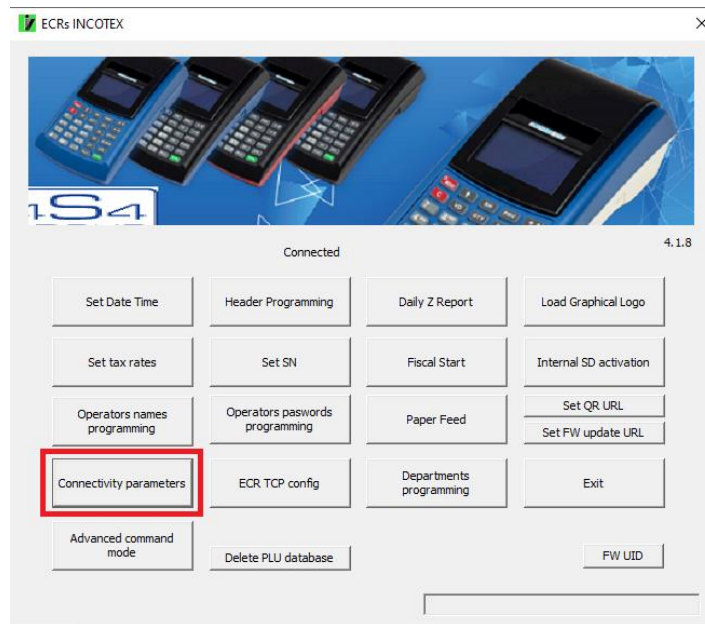 ECRs INCOTEX
Connected
4.1.8
Set Date Time
Header Programming
Daily Z Report
Load Graphical Logo
Set tax rates
Set SN
Fiscal Start
Internal SD activation
Operators names
programming
Operators paswords
programming
Paper Feed
Set QR URL
Set FW update URL
Connectivity parameters
ECR TCP config
Departments
programming
Exit
Advanced command
mode
Delete PLU database
FW UID